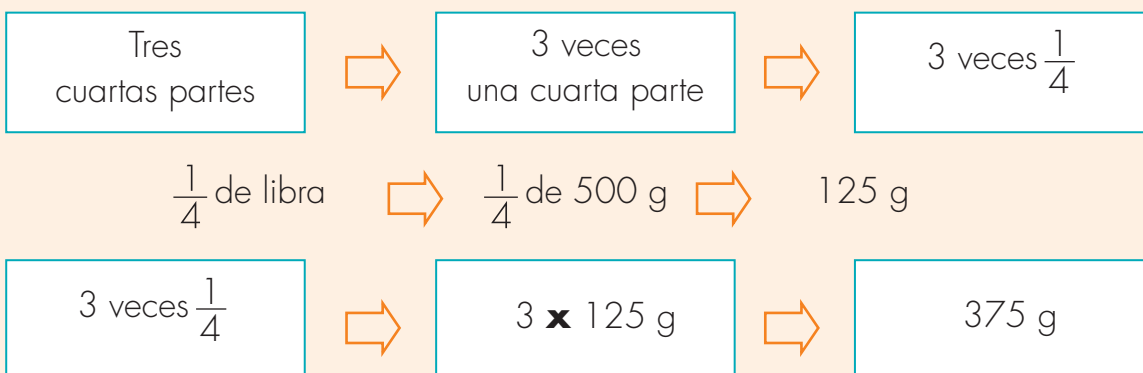 Tres
cuartas partes
3 veces
una cuarta parte
3 veces 1/4
1/4 de libra
1/4 de 500 g
125 g
3 veces 1/4
3 x 125 g
375 g